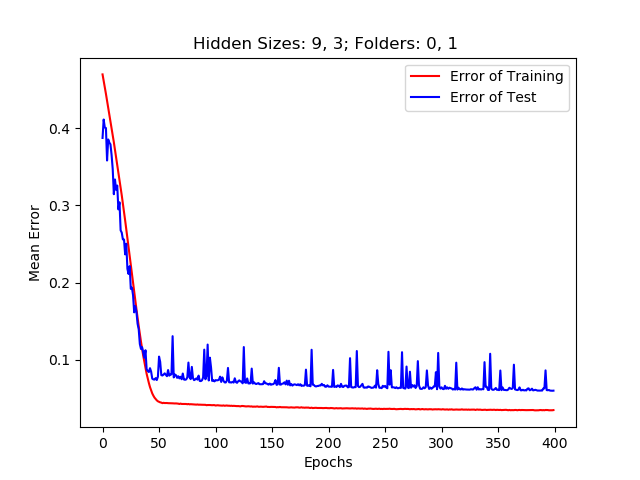 Hidden Sizes: 9, 3; Folders: 0, 1
Error of Training
Error of Test
Mean Error
0.4
0.3
0.2
0.1
0
50
100
150
200
250
300
350
400
Epochs